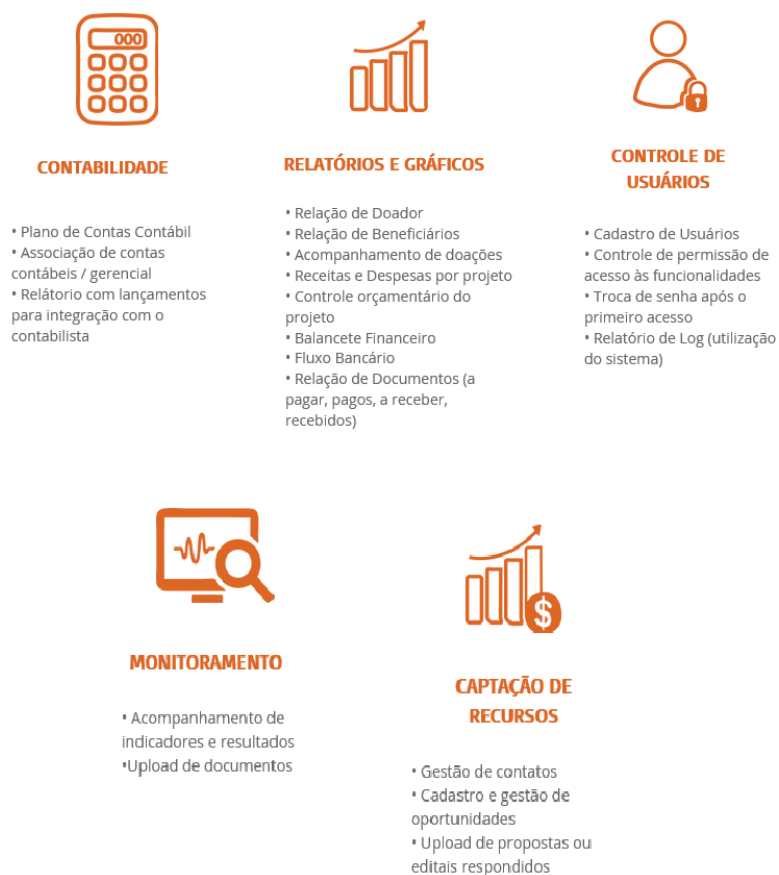 000
CONTABILIDADE
• Plano de Contas Contábil
• Associação de contas
contábeis / gerencial
• Relátorio com lançamentos
para integração com o
contabilista
RELATÓRIOS E GRÁFICOS
• Relação de Doador
• Relação de Beneficiários
• Acompanhamento de doações
• Receitas e Despesas por projeto
• Controle orçamentário do
projeto
• Balancete Financeiro
• Fluxo Bancário
• Relação de Documentos (a
pagar, pagos, a receber,
recebidos)
CONTROLE DE
USUÁRIOS
• Cadastro de Usuários
• Controle de permissão de
acesso às funcionalidades
• Troca de senha após o
primeiro acesso
• Relatório de Log (utilização
do sistema)
MONITORAMENTO
• Acompanhamento de
indicadores e resultados
•Upload de documentos
$
CAPTAÇÃO DE
RECURSOS
• Gestão de contatos
• Cadastro e gestão de
oportunidades
• Upload de propostas ou
editais respondidos